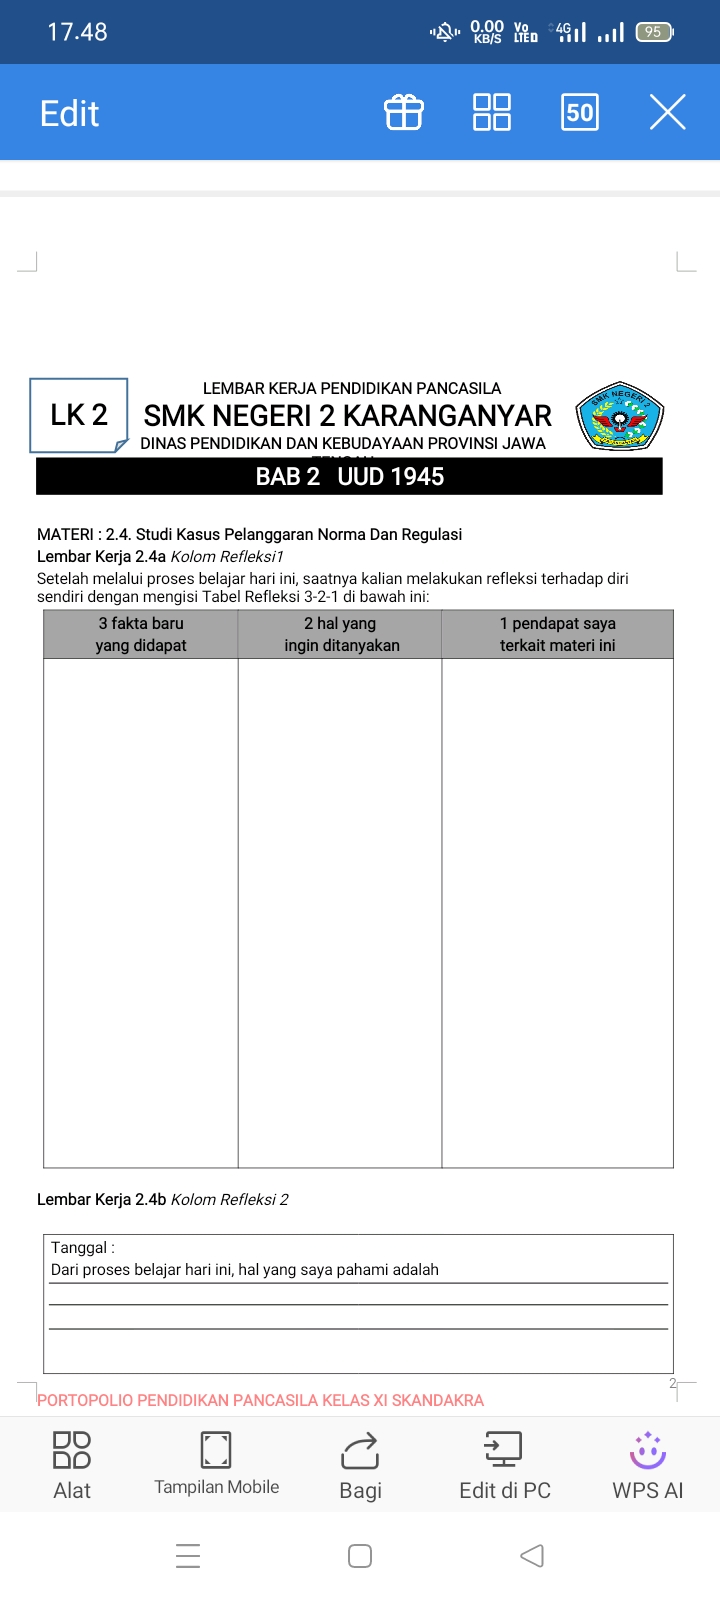 17.48
0.00 KB/S
Vo LTED
4G
95
Edit
50
LK 2
LEMBAR KERJA PENDIDIKAN PANCASILA
SMK NEGERI 2 KARANGANYAR
DINAS PENDIDIKAN DAN KEBUDAYAAN PROVINSI JAWA
SMK NEGERI 2
BAB 2 UUD 1945
MATERI : 2.4. Studi Kasus Pelanggaran Norma Dan Regulasi
Lembar Kerja 2.4a Kolom Refleksi1
Setelah melalui proses belajar hari ini, saatnya kalian melakukan refleksi terhadap diri
sendiri dengan mengisi Tabel Refleksi 3-2-1 di bawah ini:
3 fakta baru
yang didapat
2 hal yang
ingin ditanyakan
1 pendapat saya
terkait materi ini
Lembar Kerja 2.4b Kolom Refleksi 2
Tanggal :
Dari proses belajar hari ini, hal yang saya pahami adalah
2
PORTOPOLIO PENDIDIKAN PANCASILA KELAS XI SKANDAKRA
Alat
Tampilan Mobile
Bagi
Edit di PC
WPS AI